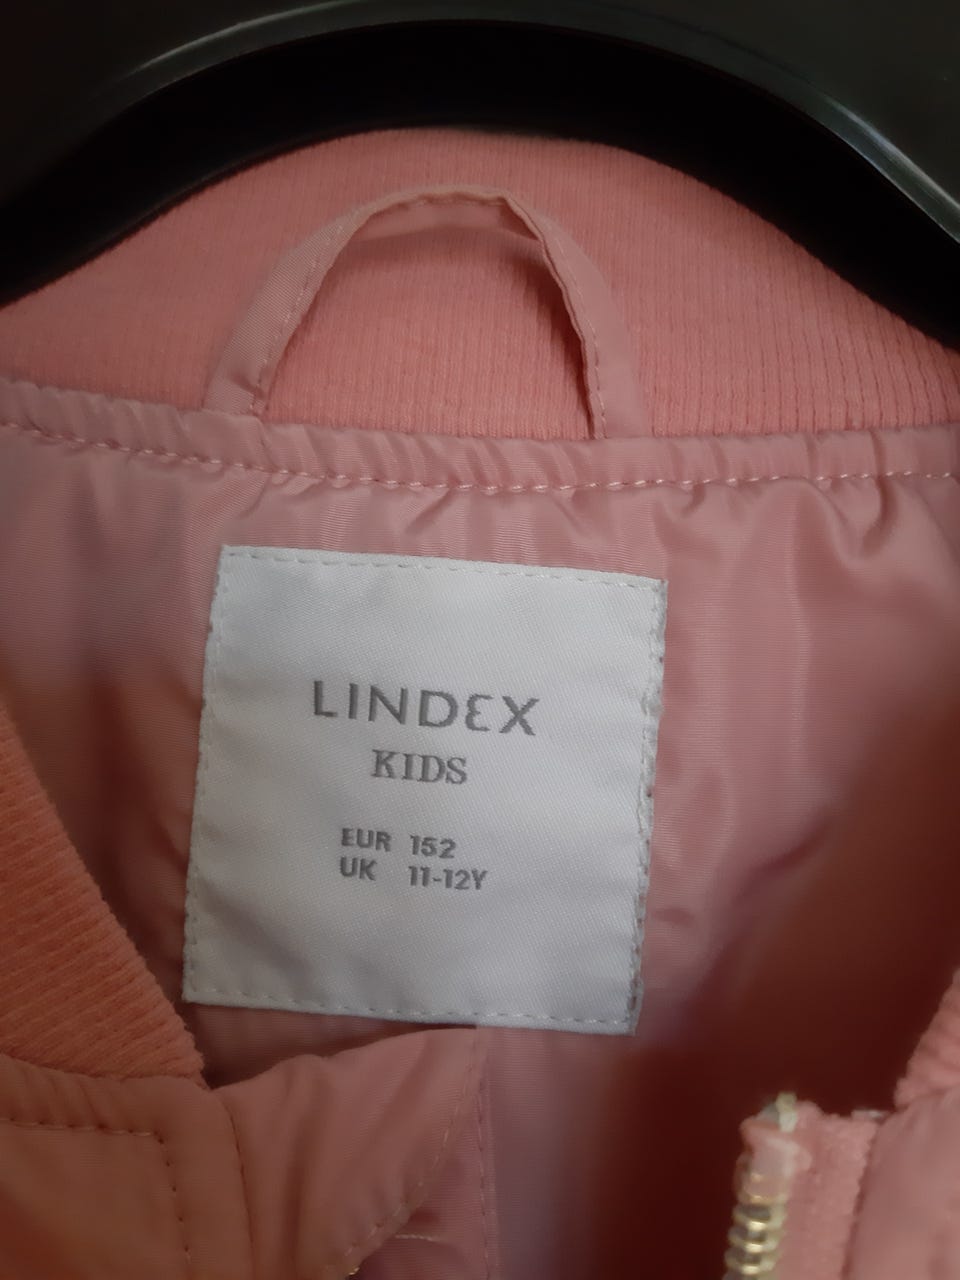 LINDEX
KIDS
EUR 152
UK 11-12Y